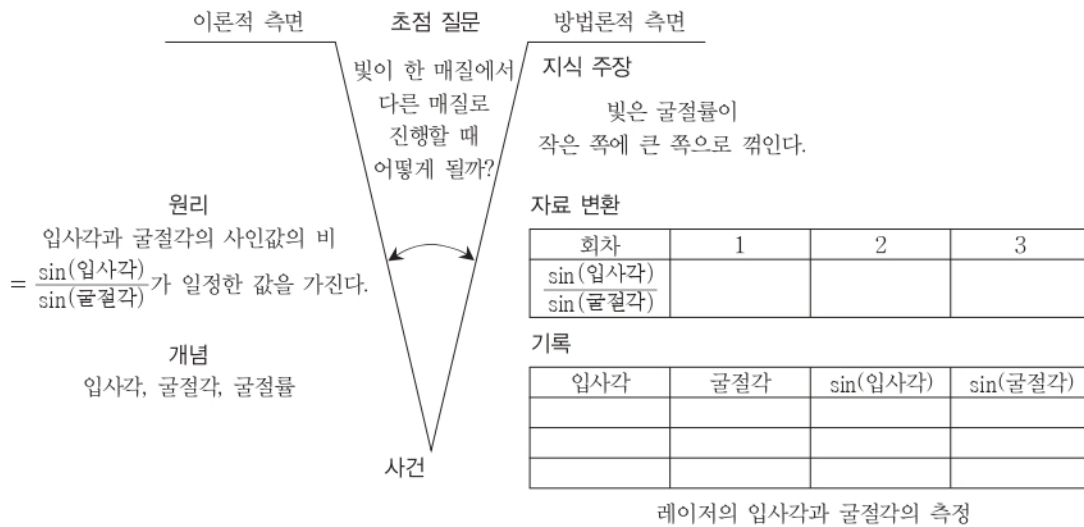 이론적 측면
초점 질문
방법론적 측면
빛이 한 매질에서
다른 매질로
진행할 때
어떻게 될까?
지식 주장
빛은 굴절률이
작은 쪽에 큰 쪽으로 꺾인다.
원리
입사각과 굴절각의 사인값의 비
= sin(입사각)/sin(굴절각)가 일정한 값을 가진다.
개념
입사각, 굴절각, 굴절률
사건
자료 변환
회차 1 2 3
sin(입사각)/sin(굴절각)
기록
입사각 굴절각 sin(입사각) sin(굴절각)
레이저의 입사각과 굴절각의 측정